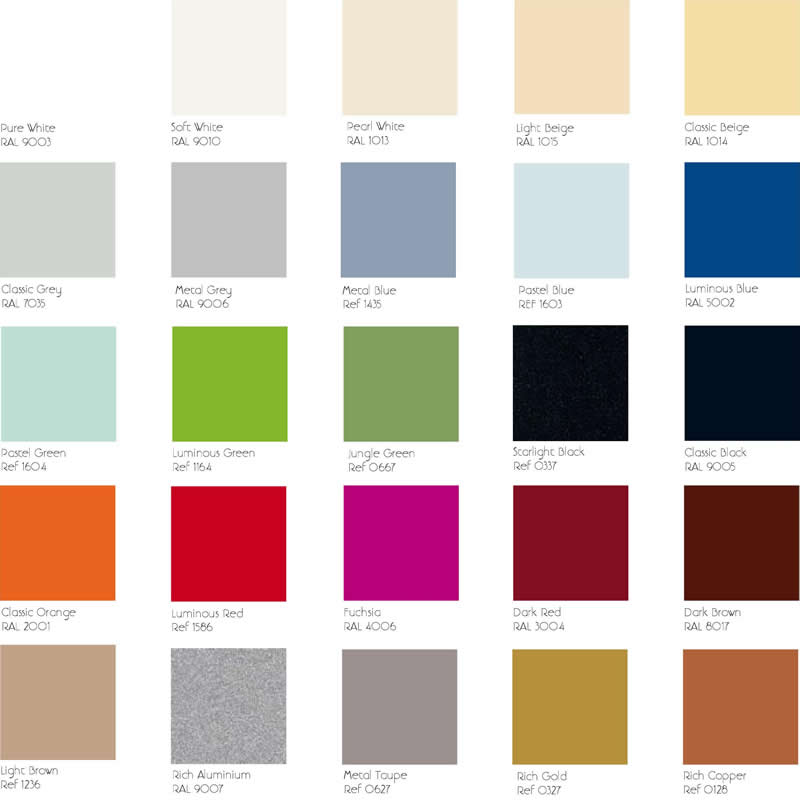 Pure White
RAL 9003
Soft White
RAL 9010
Pearl White
RAL 1013
Light Beige
RAL 1015
Classic Beige
RAL 1014
Classic Grey
RAL 7035
Metal Grey
RAL 9006
Metal Blue
Ref 1435
Pastel Blue
REF 1603
Luminous Blue
RAL 5002
Pastel Green
Ref 1604
Luminous Green
Ref 1164
Jungle Green
Ref 0667
Starlight Black
Ref 0337
Classic Black
RAL 9005
Classic Orange
RAL 2001
Luminous Red
Ref 1586
Fuchsia
RAL 4006
Dark Red
RAL 3004
Dark Brown
RAL 8017
Light Brown
Ref 1236
Rich Aluminium
RAL 9007
Metal Taupe
Ref 0627
Rich Gold
Ref 0327
Rich Copper
Ref 0128